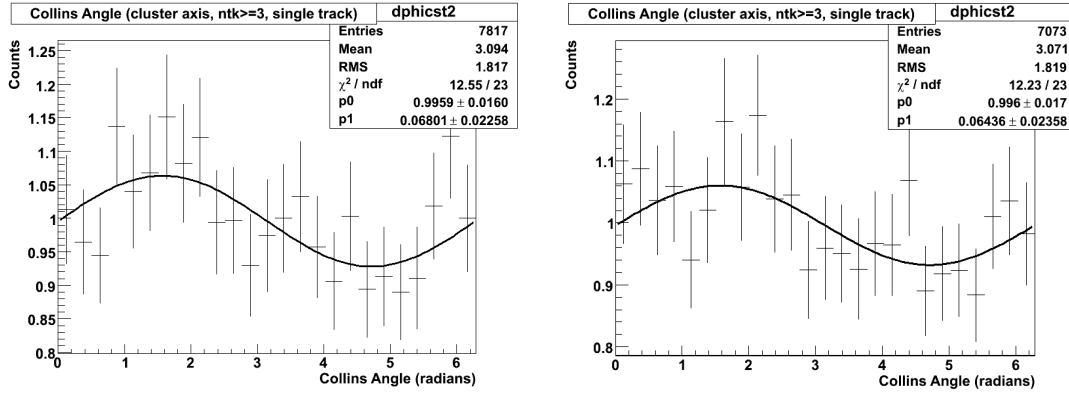 Collins Angle (cluster axis, ntk>=3, single track)
dphicst2
Entries 7817
Mean 3.094
RMS 1.817
χ² / ndf 12.55 / 23
p0 0.9959 ± 0.0160
p1 0.06801 ± 0.02258
Counts
1.25
1.2
1.15
1.1
1.05
1
0.95
0.9
0.85
0.8
0 1 2 3 4 5 6
Collins Angle (radians)
Collins Angle (cluster axis, ntk>=3, single track)
dphicst2
Entries 7073
Mean 3.071
RMS 1.819
χ² / ndf 12.23 / 23
p0 0.996 ± 0.017
p1 0.06436 ± 0.02358
Counts
1.2
1.1
1
0.9
0.8
0 1 2 3 4 5 6
Collins Angle (radians)